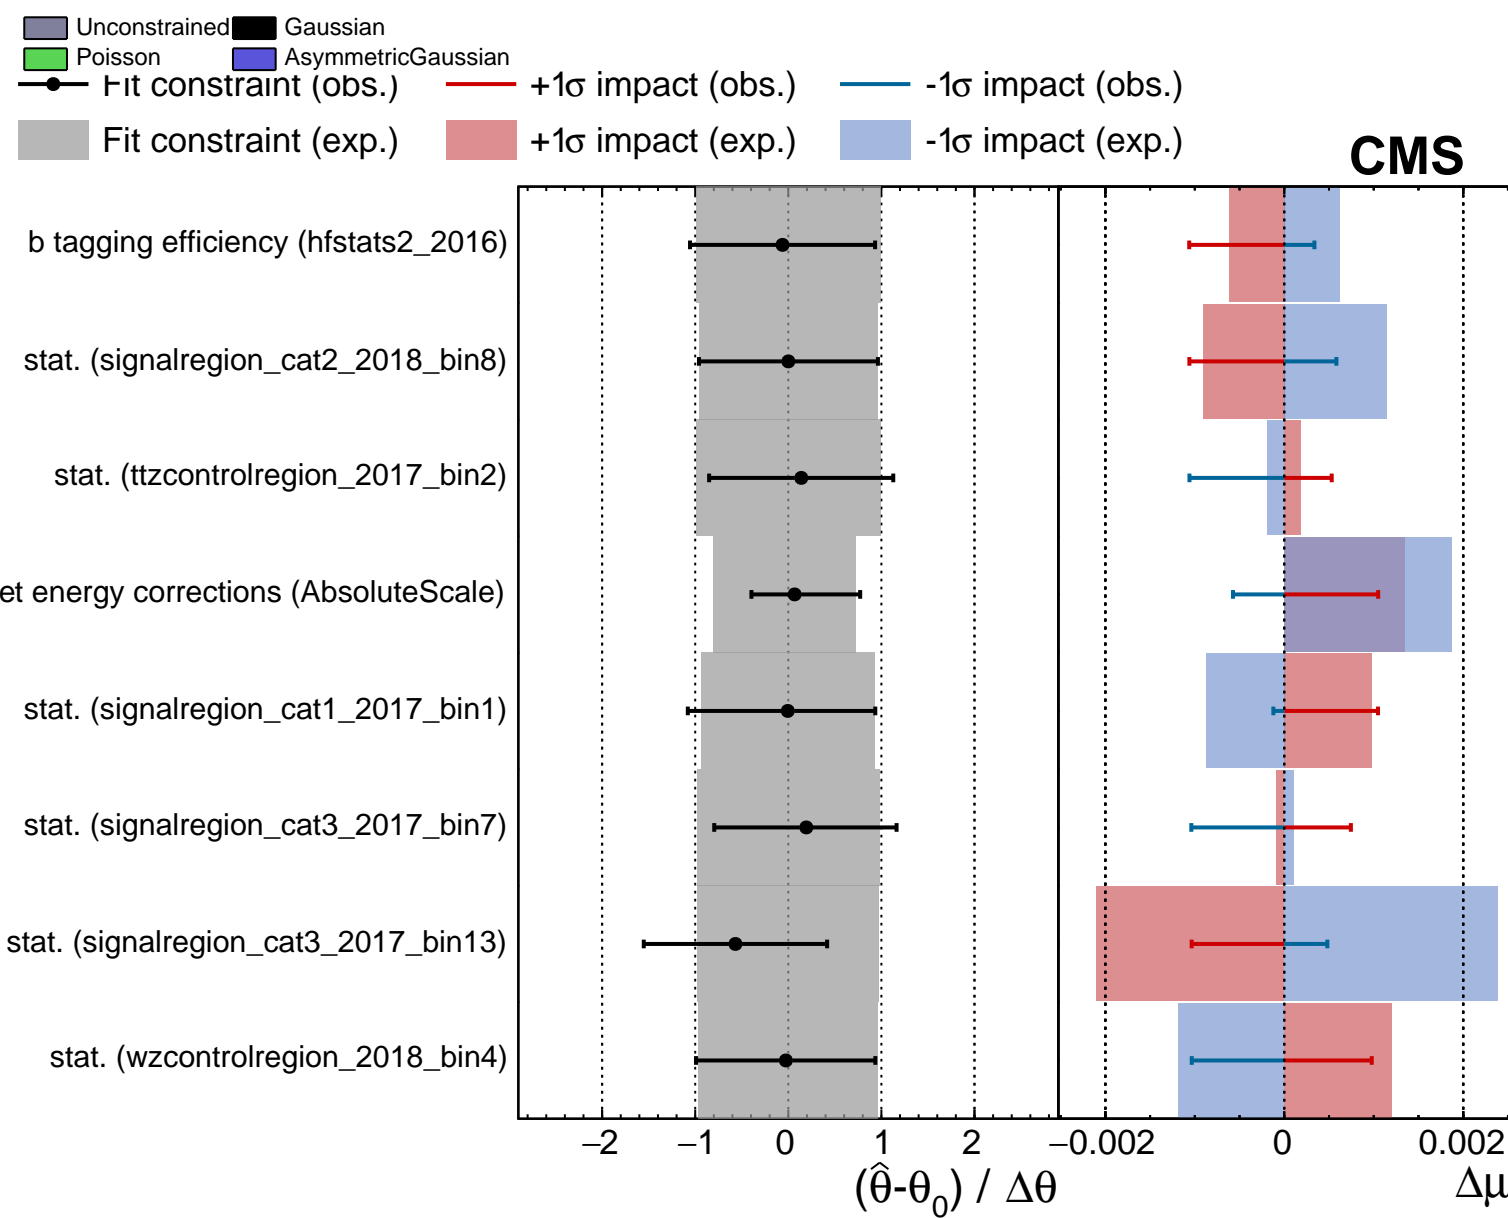 Unconstrained Gaussian
Poisson AsymmetricGaussian
Fit constraint (obs.) +1σ impact (obs.) -1σ impact (obs.)
Fit constraint (exp.) +1σ impact (exp.) -1σ impact (exp.)
CMS
b tagging efficiency (hfstats2_2016)
stat. (signalregion_cat2_2018_bin8)
stat. (ttzcontrolregion_2017_bin2)
et energy corrections (AbsoluteScale)
stat. (signalregion_cat1_2017_bin1)
stat. (signalregion_cat3_2017_bin7)
stat. (signalregion_cat3_2017_bin13)
stat. (wzcontrolregion_2018_bin4)
−2 −1 0 1 2 −0.002 0 0.002
(θ̂-θ₀) / Δθ Δμ